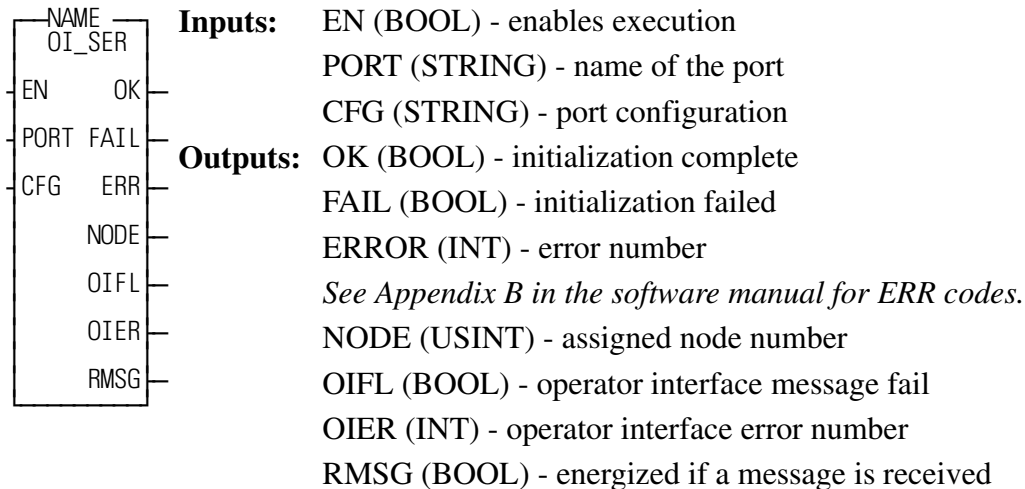 NAME
OI_SER
EN OK
PORT FAIL
CFG ERR
NODE
OIFL
OIER
RMSG
Inputs: EN (BOOL) - enables execution
PORT (STRING) - name of the port
CFG (STRING) - port configuration
Outputs: OK (BOOL) - initialization complete
FAIL (BOOL) - initialization failed
ERROR (INT) - error number
See Appendix B in the software manual for ERR codes.
NODE (USINT) - assigned node number
OIFL (BOOL) - operator interface message fail
OIER (INT) - operator interface error number
RMSG (BOOL) - energized if a message is received